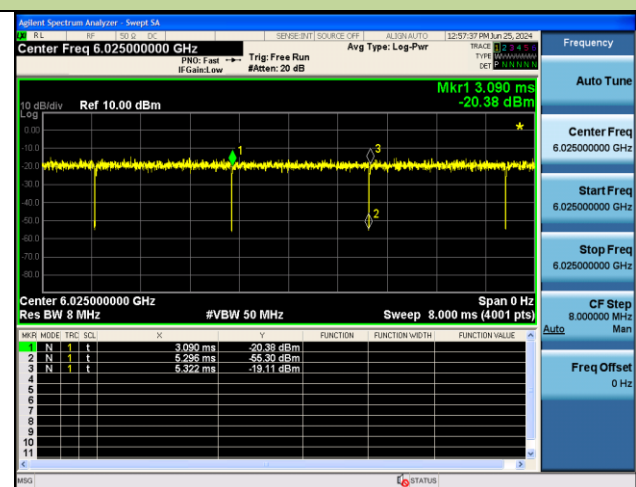 Agilent Spectrum Analyzer - Swept SA
RL RF 50 Ω DC SENSE:INT SOURCE OFF ALIGN AUTO 12:57:37 PM Jun 25, 2024
Center Freq 6.025000000 GHz Avg Type: Log-Pwr TRACE 1 2 3 4 5 6
PNO: Fast Trig: Free Run TYPE
IFGain:Low #Atten: 20 dB DET P N N N N N
Mkr1 3.090 ms
-20.38 dBm
10 dB/div Ref 10.00 dBm
Log
0.00
-10.0
-20.0
-30.0
-40.0
-50.0
-60.0
-70.0
-80.0
1
3
2
*
Center 6.025000000 GHz Span 0 Hz
Res BW 8 MHz #VBW 50 MHz Sweep 8.000 ms (4001 pts)
MKR MODE TRC SCL X Y FUNCTION FUNCTION WIDTH FUNCTION VALUE
1 N 1 t 3.090 ms -20.38 dBm
2 N 1 t 5.296 ms -55.30 dBm
3 N 1 t 5.322 ms -19.11 dBm
4
5
6
7
8
9
10
11
MSG STATUS
Frequency
Auto Tune
Center Freq
6.025000000 GHz
Start Freq
6.025000000 GHz
Stop Freq
6.025000000 GHz
CF Step
8.000000 MHz
Auto Man
Freq Offset
0 Hz